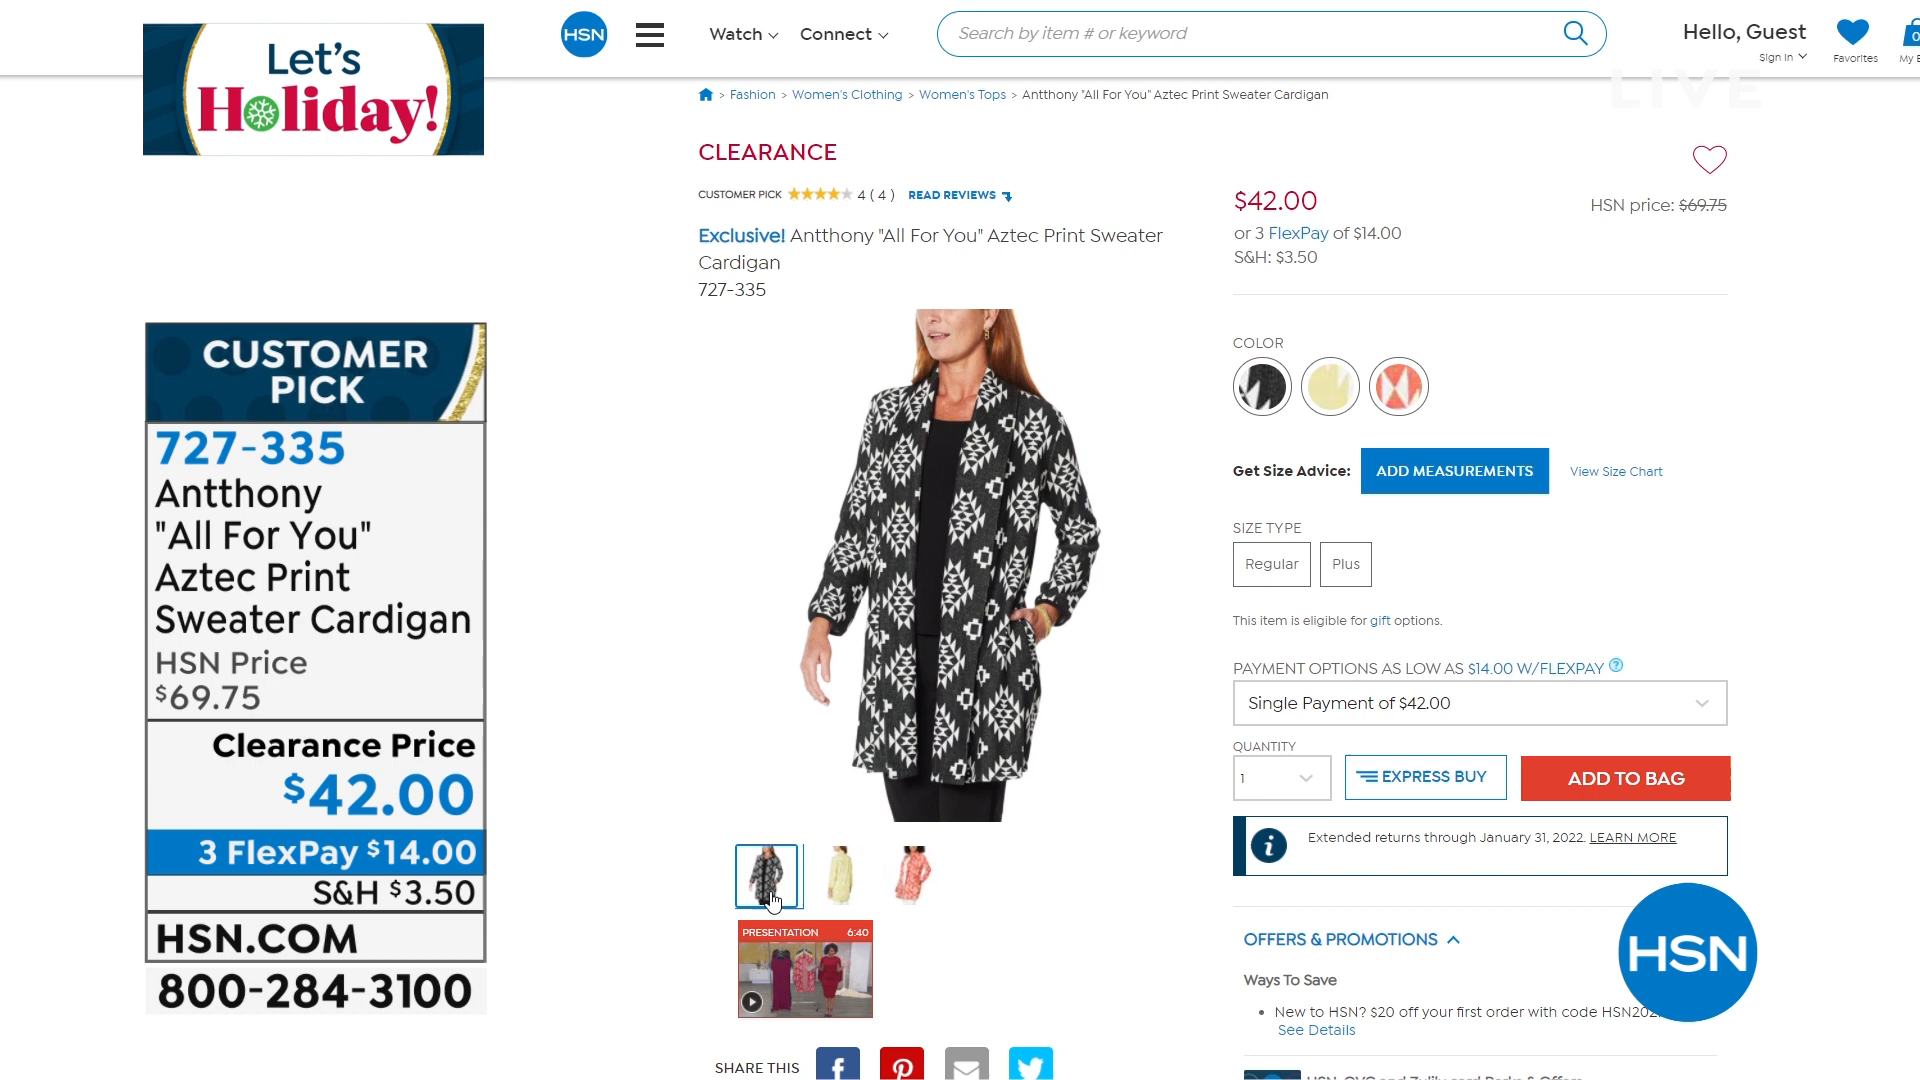 Let's
Holiday!
HSN
Watch
Connect
Search by item # or keyword
Hello, Guest
Sign In
Favorites
0
My
LIVE
> Fashion > Women's Clothing > Women's Tops > Antthony "All For You" Aztec Print Sweater Cardigan
CLEARANCE
CUSTOMER PICK 4 ( 4 ) READ REVIEWS
Exclusive! Antthony "All For You" Aztec Print Sweater
Cardigan
727-335
$42.00
HSN price: $69.75
or 3 FlexPay of $14.00
S&H: $3.50
COLOR
Get Size Advice: ADD MEASUREMENTS View Size Chart
SIZE TYPE
Regular Plus
This item is eligible for gift options.
PAYMENT OPTIONS AS LOW AS $14.00 W/FLEXPAY ?
Single Payment of $42.00
QUANTITY
1 EXPRESS BUY ADD TO BAG
i Extended returns through January 31, 2022. LEARN MORE
OFFERS & PROMOTIONS
Ways To Save
• New to HSN? $20 off your first order with code HSN202
See Details
HSN
CUSTOMER
PICK
727-335
Antthony
"All For You"
Aztec Print
Sweater Cardigan
HSN Price
$69.75
Clearance Price
$42.00
3 FlexPay $14.00
S&H $3.50
HSN.COM
800-284-3100
PRESENTATION 6:40
SHARE THIS